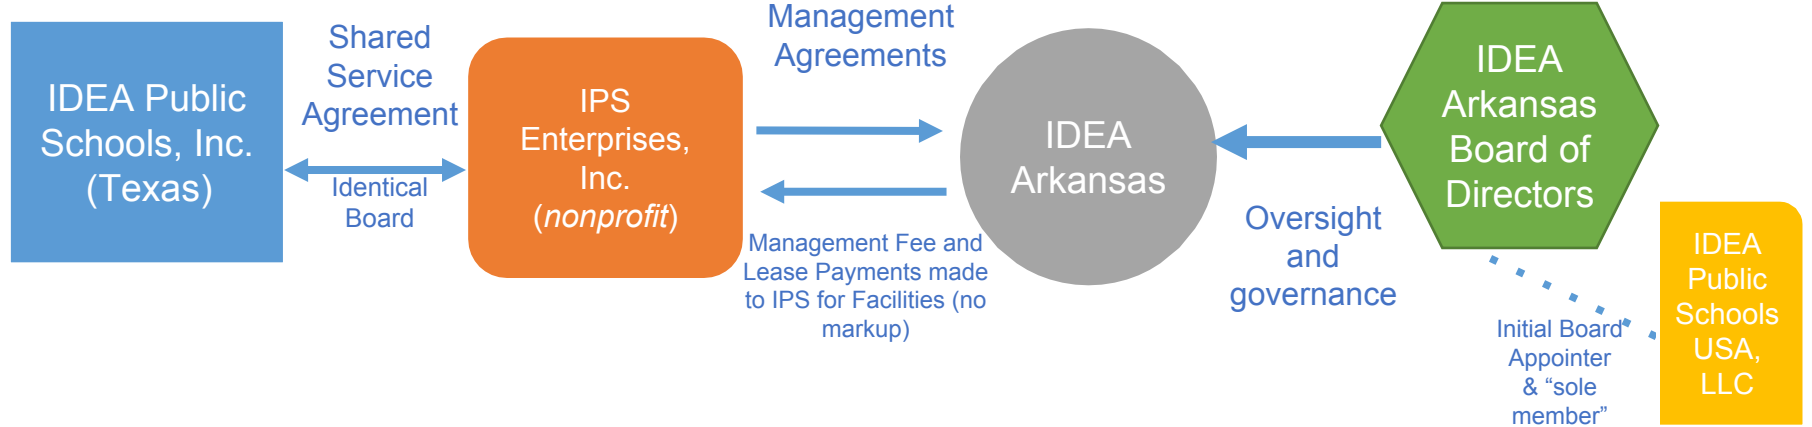 IDEA Public
Schools, Inc.
(Texas)
Shared
Service
Agreement
Identical
Board
IPS
Enterprises,
Inc.
(nonprofit)
Management
Agreements
Management Fee and
Lease Payments made
to IPS for Facilities (no
markup)
IDEA
Arkansas
Oversight
and
governance
IDEA
Arkansas
Board of
Directors
Initial Board
Appointer
& “sole
member”
IDEA
Public
Schools
USA,
LLC